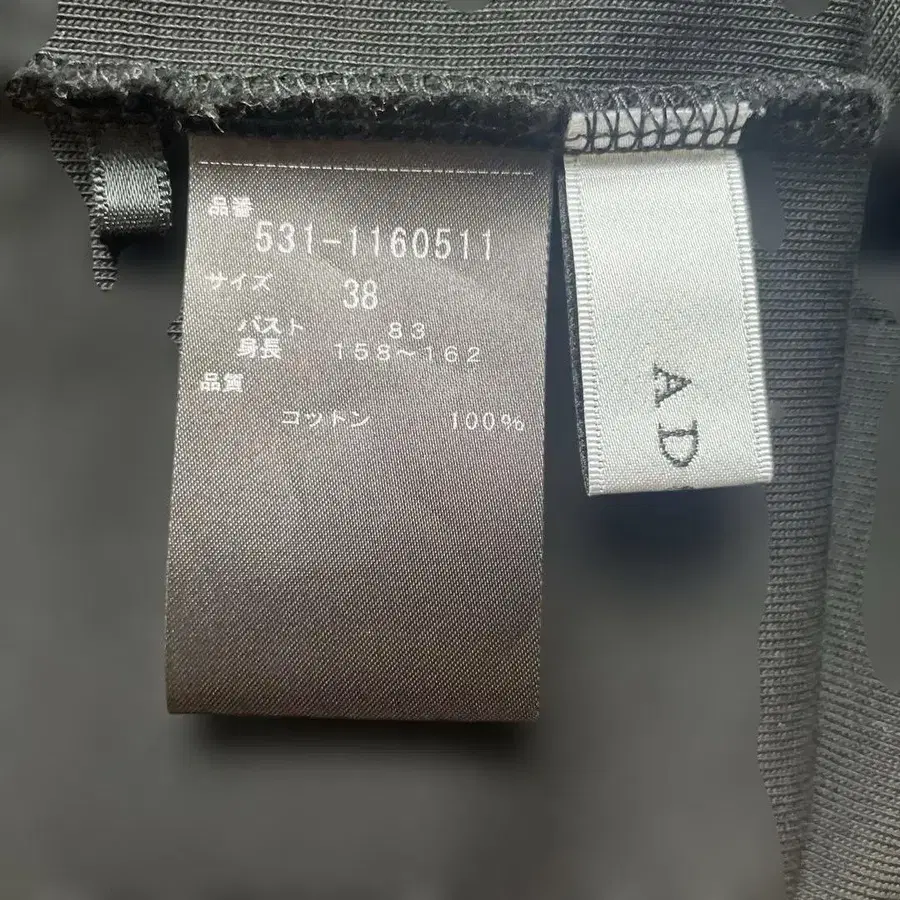 品番
531-1160511
サイズ 38
バスト 83
身長 158～162
品質
コットン 100%
AD